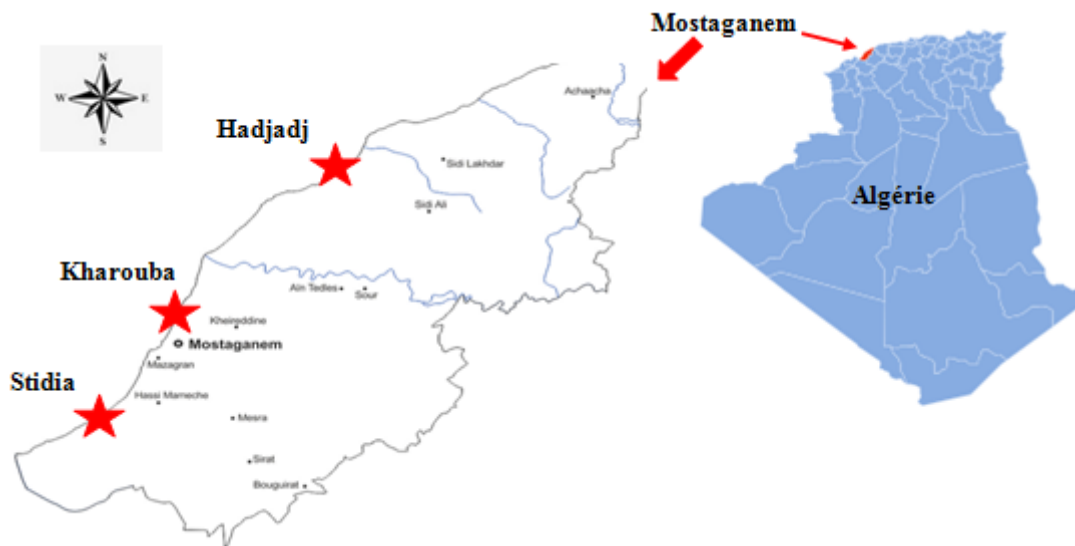 Mostaganem
N
W
E
S
Hadjadj
Achaacha
Sidi Lakhdar
Sidi Ali
Algérie
Kharouba
Ain Tedles
Sour
Kheireddine
Mostaganem
Mazagran
Stidia
Hassi Mameche
Mesra
Sirat
Bouguirat